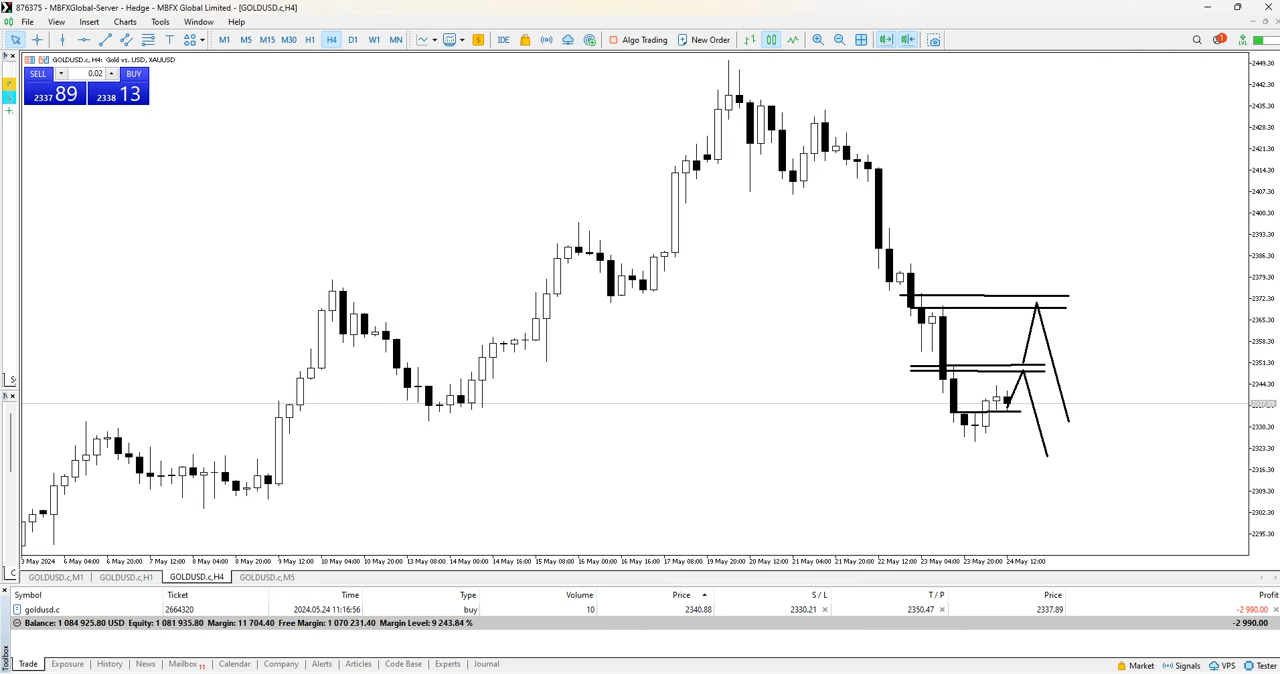 876375 - MBFXGlobal-Server - Hedge - MBFX Global Limited - [GOLDUSD.c,H4]
File View Insert Charts Tools Window Help
M1 M5 M15 M30 H1 H4 D1 W1 MN IDE Algo Trading New Order 1 LVL
GOLDUSD.c, H4: Gold vs. USD, XAUUSD
SELL 0.02 BUY
2337 89 2338 13
2449.30
2442.30
2435.30
2428.30
2421.30
2414.30
2407.30
2400.30
2393.30
2386.30
2379.30
2372.30
2365.30
2358.30
2351.30
2344.30
2337.89
2330.30
2323.30
2316.30
2309.30
2302.30
2295.30
3 May 2024 6 May 04:00 6 May 20:00 7 May 12:00 8 May 04:00 8 May 20:00 9 May 12:00 10 May 04:00 10 May 20:00 13 May 08:00 14 May 00:00 14 May 16:00 15 May 08:00 16 May 00:00 16 May 16:00 17 May 08:00 19 May 04:00 20 May 12:00 21 May 04:00 21 May 20:00 22 May 12:00 23 May 04:00 23 May 20:00 24 May 12:00
GOLDUSD.c,M1 GOLDUSD.c,H1 GOLDUSD.c,H4 GOLDUSD.c,M5
Symbol Ticket Time Type Volume Price S / L T / P Price Profit
goldusd.c 2664320 2024.05.24 11:16:56 buy 10 2340.88 2330.21 2350.47 2337.89 -2 990.00
Balance: 1 084 925.80 USD Equity: 1 081 935.80 Margin: 11 704.40 Free Margin: 1 070 231.40 Margin Level: 9 243.84 % -2 990.00
Toolbox
Trade Exposure History News Mailbox 11 Calendar Company Alerts Articles Code Base Experts Journal Market Signals VPS Tester